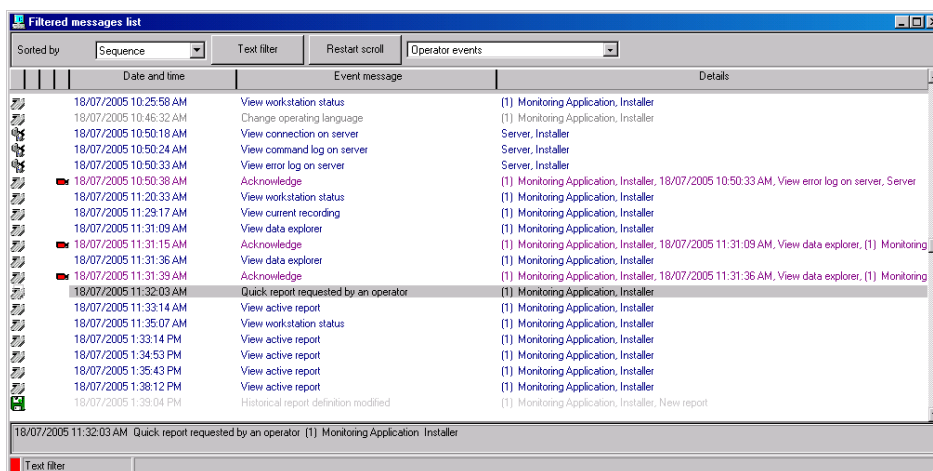 Filtered messages list
Sorted by Sequence Text filter Restart scroll Operator events
Date and time Event message Details
18/07/2005 10:25:58 AM View workstation status (1) Monitoring Application, Installer
18/07/2005 10:46:32 AM Change operating language (1) Monitoring Application, Installer
18/07/2005 10:50:18 AM View connection on server Server, Installer
18/07/2005 10:50:24 AM View command log on server Server, Installer
18/07/2005 10:50:33 AM View error log on server Server, Installer
18/07/2005 10:50:38 AM Acknowledge (1) Monitoring Application, Installer, 18/07/2005 10:50:33 AM, View error log on server, Server
18/07/2005 11:20:33 AM View workstation status (1) Monitoring Application, Installer
18/07/2005 11:29:17 AM View current recording (1) Monitoring Application, Installer
18/07/2005 11:31:09 AM View data explorer (1) Monitoring Application, Installer
18/07/2005 11:31:15 AM Acknowledge (1) Monitoring Application, Installer, 18/07/2005 11:31:09 AM, View data explorer, (1) Monitoring
18/07/2005 11:31:36 AM View data explorer (1) Monitoring Application, Installer
18/07/2005 11:31:39 AM Acknowledge (1) Monitoring Application, Installer, 18/07/2005 11:31:36 AM, View data explorer, (1) Monitoring
18/07/2005 11:32:03 AM Quick report requested by an operator (1) Monitoring Application, Installer
18/07/2005 11:33:14 AM View active report (1) Monitoring Application, Installer
18/07/2005 11:35:07 AM View workstation status (1) Monitoring Application, Installer
18/07/2005 1:33:14 PM View active report (1) Monitoring Application, Installer
18/07/2005 1:34:53 PM View active report (1) Monitoring Application, Installer
18/07/2005 1:35:43 PM View active report (1) Monitoring Application, Installer
18/07/2005 1:38:12 PM View active report (1) Monitoring Application, Installer
18/07/2005 1:39:04 PM Historical report definition modified (1) Monitoring Application, Installer, New report
18/07/2005 11:32:03 AM Quick report requested by an operator (1) Monitoring Application Installer
Text filter